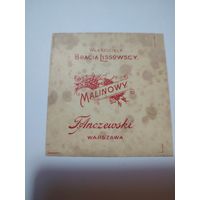 WŁAŚCICIELE
BRACIA LISSOWSCY
MALINOWY
F. Anczewski
WARSZAWA